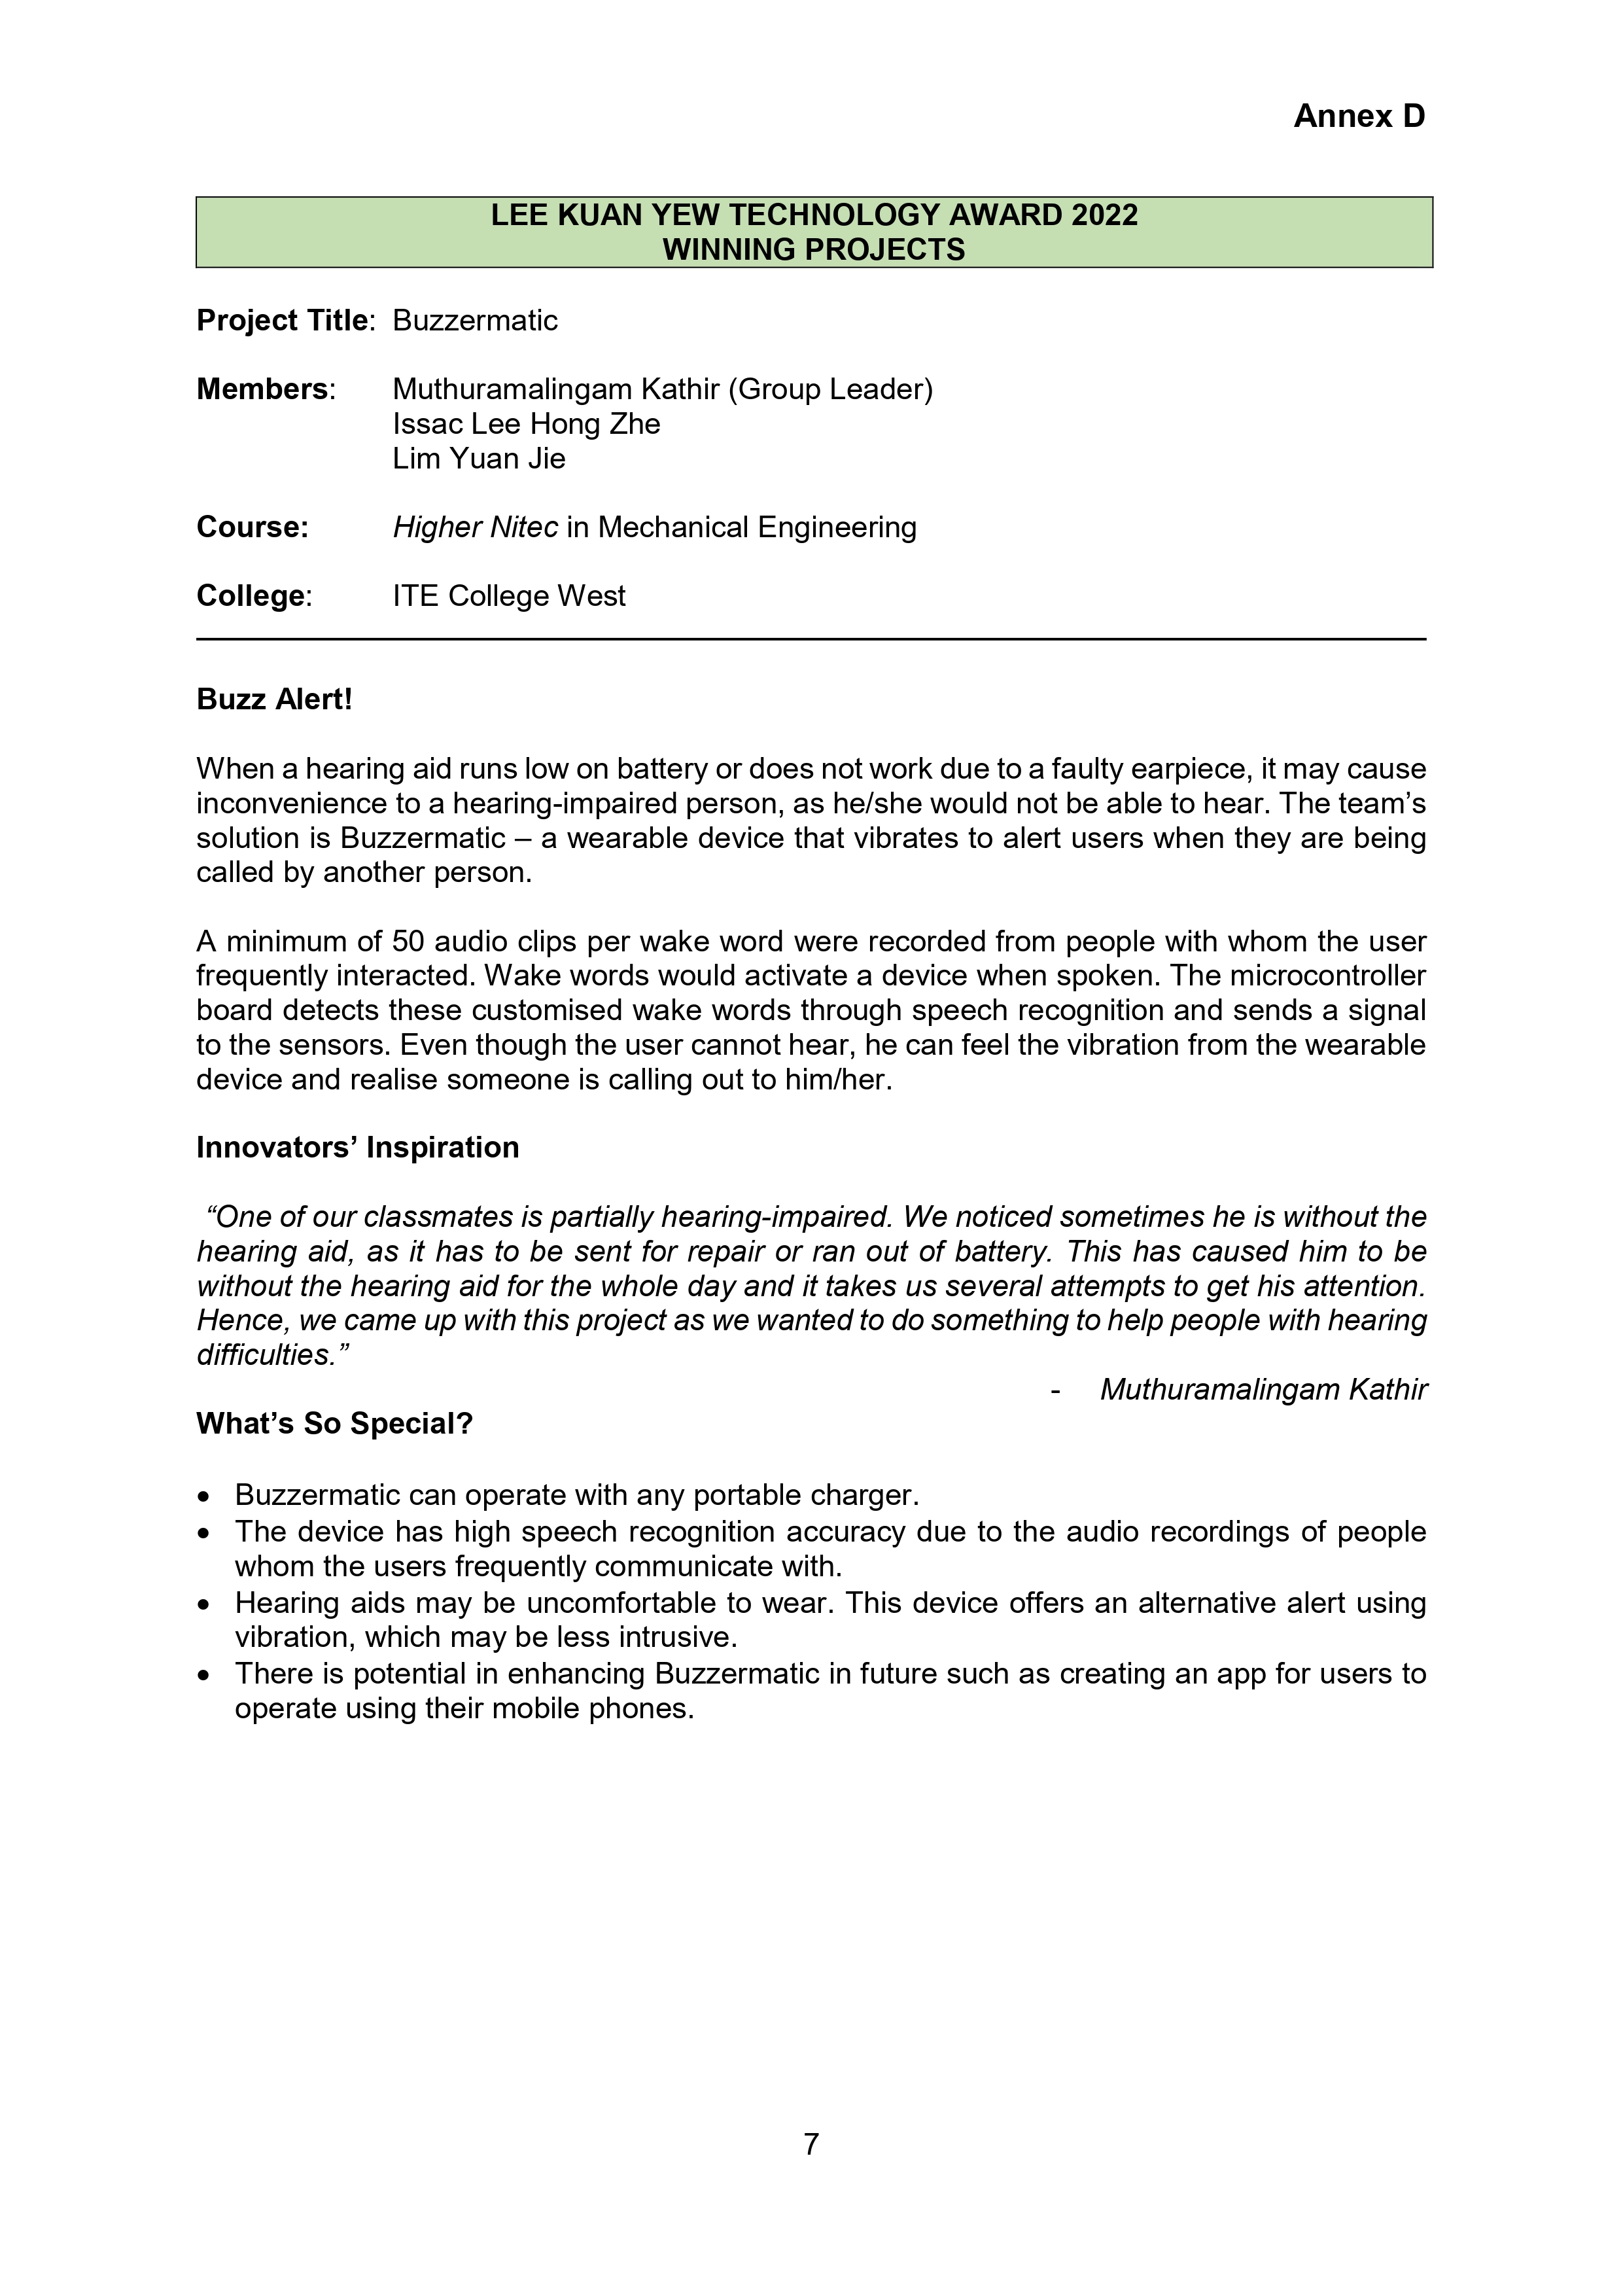 Annex D
LEE KUAN YEW TECHNOLOGY AWARD 2022
WINNING PROJECTS
Project Title: Buzzermatic
Members: Muthuramalingam Kathir (Group Leader)
Issac Lee Hong Zhe
Lim Yuan Jie
Course: Higher Nitec in Mechanical Engineering
College: ITE College West
Buzz Alert!
When a hearing aid runs low on battery or does not work due to a faulty earpiece, it may cause
inconvenience to a hearing-impaired person, as he/she would not be able to hear. The team’s
solution is Buzzermatic – a wearable device that vibrates to alert users when they are being
called by another person.
A minimum of 50 audio clips per wake word were recorded from people with whom the user
frequently interacted. Wake words would activate a device when spoken. The microcontroller
board detects these customised wake words through speech recognition and sends a signal
to the sensors. Even though the user cannot hear, he can feel the vibration from the wearable
device and realise someone is calling out to him/her.
Innovators’ Inspiration
“One of our classmates is partially hearing-impaired. We noticed sometimes he is without the
hearing aid, as it has to be sent for repair or ran out of battery. This has caused him to be
without the hearing aid for the whole day and it takes us several attempts to get his attention.
Hence, we came up with this project as we wanted to do something to help people with hearing
difficulties.”
- Muthuramalingam Kathir
What’s So Special?
• Buzzermatic can operate with any portable charger.
• The device has high speech recognition accuracy due to the audio recordings of people
whom the users frequently communicate with.
• Hearing aids may be uncomfortable to wear. This device offers an alternative alert using
vibration, which may be less intrusive.
• There is potential in enhancing Buzzermatic in future such as creating an app for users to
operate using their mobile phones.
7